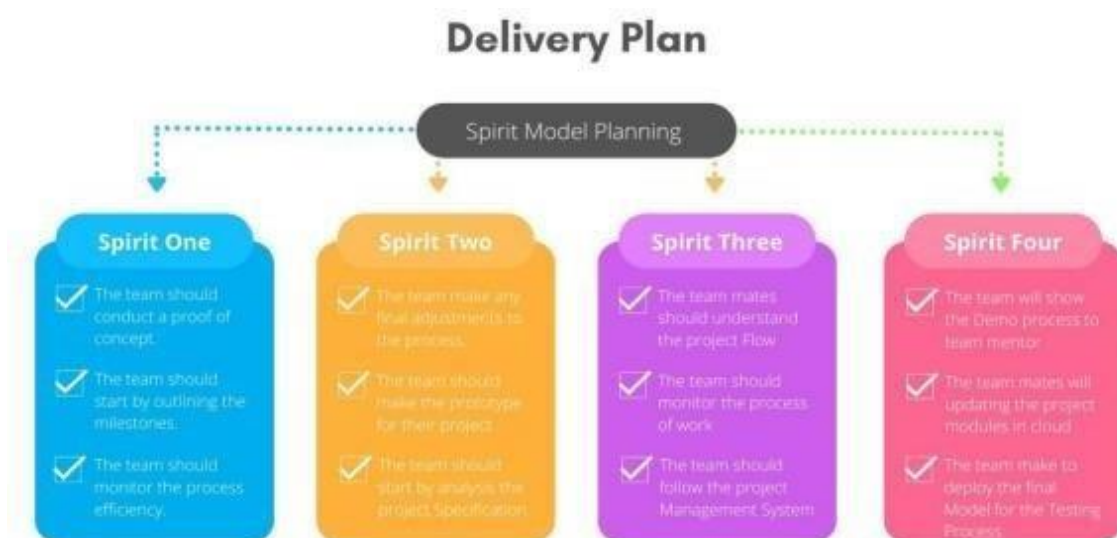 Delivery Plan
Spirit Model Planning
Spirit One
The team should
conduct a proof of
concept.
The team should
start by outlining the
milestones.
The team should
monitor the process
efficiency.
Spirit Two
The team make any
final adjustments to
the process.
The team should
make the prototype
for their project
The team should
start by analysis the
project Specification
Spirit Three
The team mates
should understand
the project Flow
The team should
monitor the process
of work
The team should
follow the project
Management System
Spirit Four
The team will show
the Demo process to
team mentor
The team mates will
updating the project
modules in cloud
The team make to
deploy the final
Model for the Testing
Process